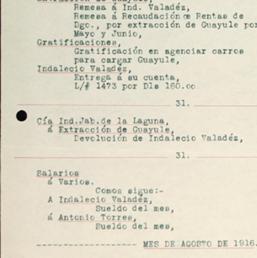 Remesa á Ind. Valadéz,
Remesa á Recaudación Rentas de
Dgo., por extracción de Guayule por
Mayo y Junio,
Gratificaciones,
Gratificación en agenciar carros
para cargar Guayule,
Indalecio Valadéz,
Entrega á su cuenta,
L/# 1473 por Dls 160.00
31.
Cía Ind.Jab.de la Laguna,
á Extracción de Guayule,
Devolución de Indalecio Valadéz,
31.
Salarios
á Varios.
Como sigue:-
A Indalecio Valadéz,
Sueldo del mes,
á Antonio Torres,
Sueldo del mes,
MES DE AGOSTO DE 1916.